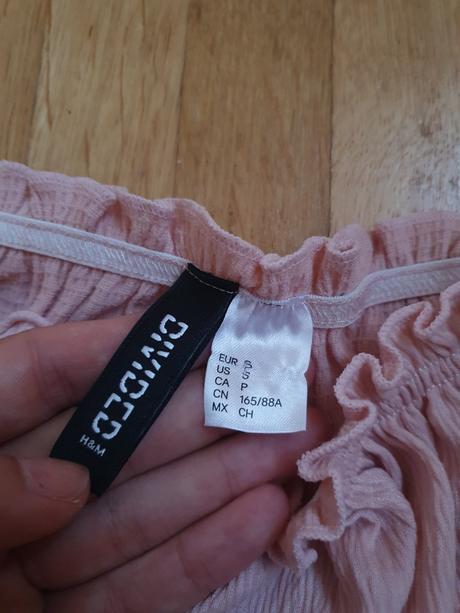 DIVIDED
H&M
EUR S
US S
CA P
CN 165/88A
MX CH